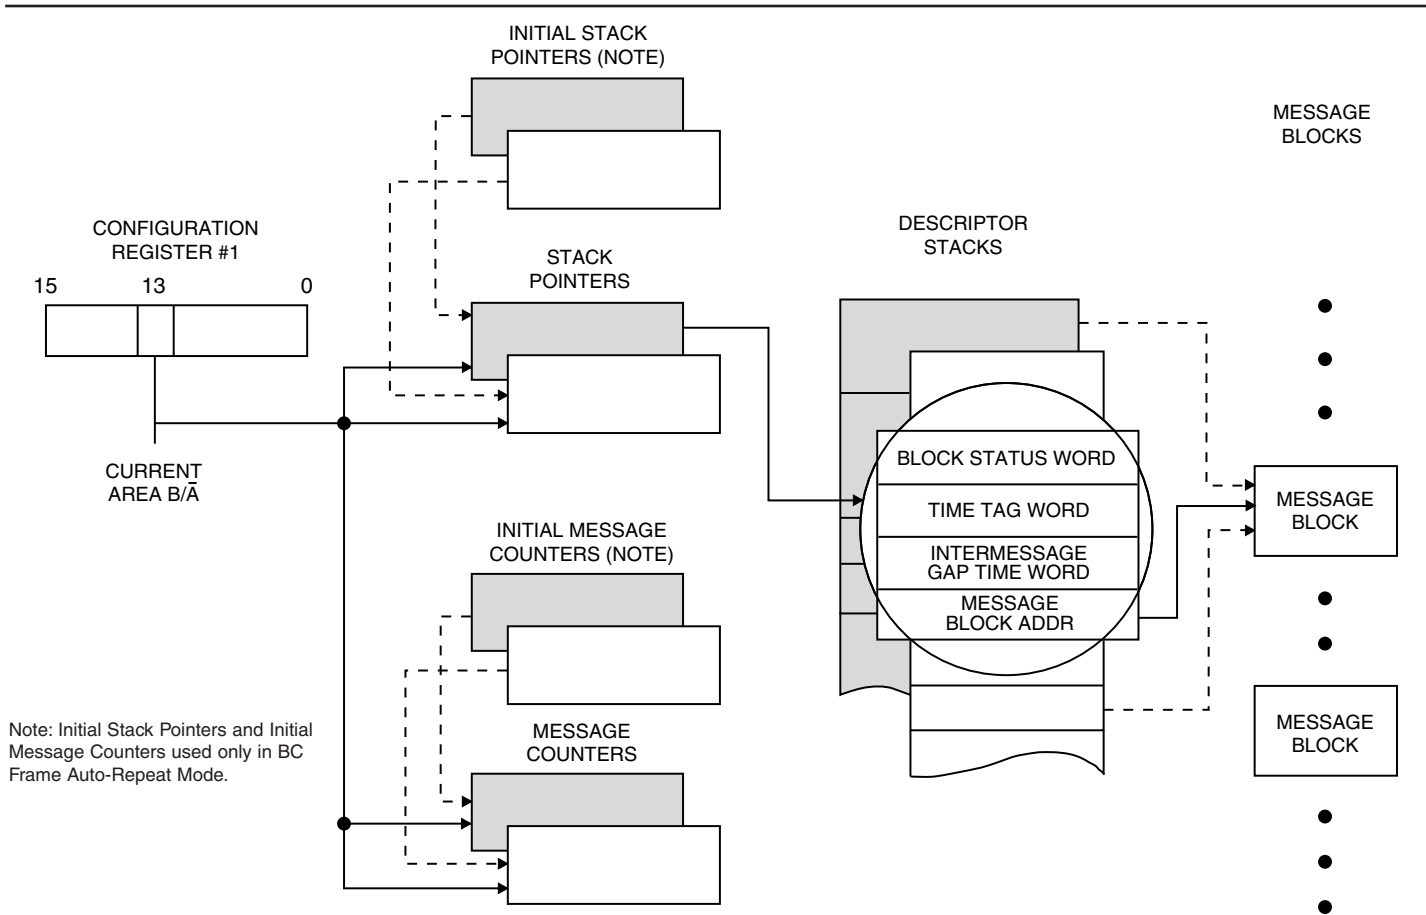 INITIAL STACK
POINTERS (NOTE)
MESSAGE
BLOCKS
CONFIGURATION
REGISTER #1
15 13 0
STACK
POINTERS
DESCRIPTOR
STACKS
CURRENT
AREA B/A̅
BLOCK STATUS WORD
TIME TAG WORD
INTERMESSAGE
GAP TIME WORD
MESSAGE
BLOCK ADDR
MESSAGE
BLOCK
INITIAL MESSAGE
COUNTERS (NOTE)
Note: Initial Stack Pointers and Initial
Message Counters used only in BC
Frame Auto-Repeat Mode.
MESSAGE
COUNTERS
MESSAGE
BLOCK